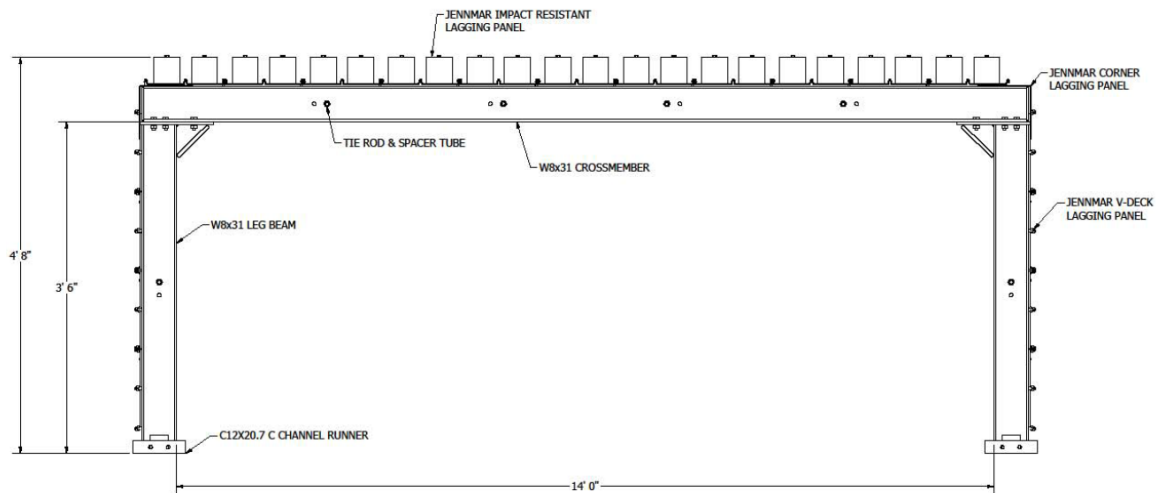 JENNMAR IMPACT RESISTANT
LAGGING PANEL
JENNMAR CORNER
LAGGING PANEL
TIE ROD & SPACER TUBE
W8x31 CROSSMEMBER
JENNMAR V-DECK
LAGGING PANEL
W8x31 LEG BEAM
4' 8"
3' 6"
C12X20.7 C CHANNEL RUNNER
14' 0"